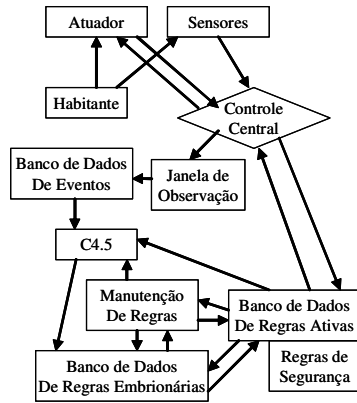 Atuador
Sensores
Habitante
Controle
Central
Banco de Dados
De Eventos
Janela de
Observação
C4.5
Manutenção
De Regras
Banco de Dados
De Regras Ativas
Banco de Dados
De Regras Embrionárias
Regras de
Segurança